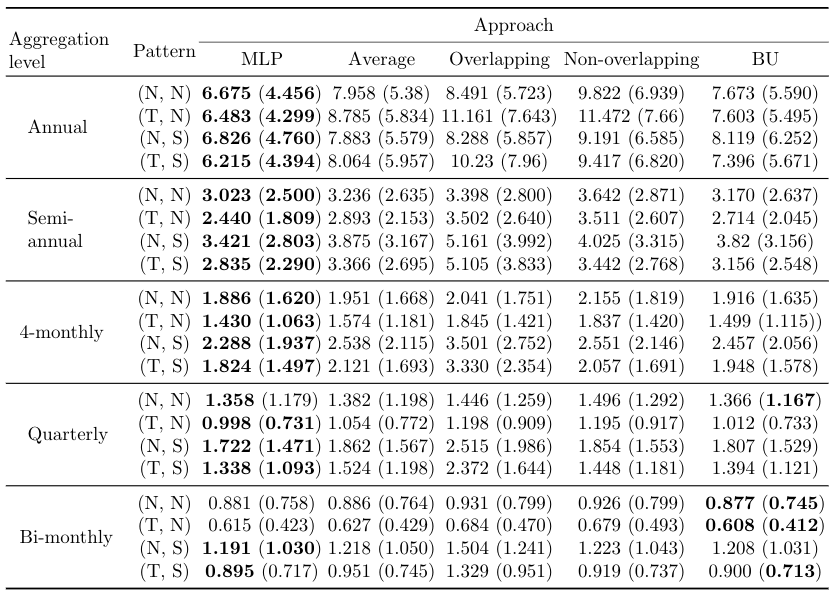 Approach
Aggregation level Pattern MLP Average Overlapping Non-overlapping BU
(N, N) 6.675 (4.456) 7.958 (5.38) 8.491 (5.723) 9.822 (6.939) 7.673 (5.590)
Annual (T, N) 6.483 (4.299) 8.785 (5.834) 11.161 (7.643) 11.472 (7.66) 7.603 (5.495)
(N, S) 6.826 (4.760) 7.883 (5.579) 8.288 (5.857) 9.191 (6.585) 8.119 (6.252)
(T, S) 6.215 (4.394) 8.064 (5.957) 10.23 (7.96) 9.417 (6.820) 7.396 (5.671)
(N, N) 3.023 (2.500) 3.236 (2.635) 3.398 (2.800) 3.642 (2.871) 3.170 (2.637)
Semi- (T, N) 2.440 (1.809) 2.893 (2.153) 3.502 (2.640) 3.511 (2.607) 2.714 (2.045)
annual (N, S) 3.421 (2.803) 3.875 (3.167) 5.161 (3.992) 4.025 (3.315) 3.82 (3.156)
(T, S) 2.835 (2.290) 3.366 (2.695) 5.105 (3.833) 3.442 (2.768) 3.156 (2.548)
(N, N) 1.886 (1.620) 1.951 (1.668) 2.041 (1.751) 2.155 (1.819) 1.916 (1.635)
4-monthly (T, N) 1.430 (1.063) 1.574 (1.181) 1.845 (1.421) 1.837 (1.420) 1.499 (1.115))
(N, S) 2.288 (1.937) 2.538 (2.115) 3.501 (2.752) 2.551 (2.146) 2.457 (2.056)
(T, S) 1.824 (1.497) 2.121 (1.693) 3.330 (2.354) 2.057 (1.691) 1.948 (1.578)
(N, N) 1.358 (1.179) 1.382 (1.198) 1.446 (1.259) 1.496 (1.292) 1.366 (1.167)
Quarterly (T, N) 0.998 (0.731) 1.054 (0.772) 1.198 (0.909) 1.195 (0.917) 1.012 (0.733)
(N, S) 1.722 (1.471) 1.862 (1.567) 2.515 (1.986) 1.854 (1.553) 1.807 (1.529)
(T, S) 1.338 (1.093) 1.524 (1.198) 2.372 (1.644) 1.448 (1.181) 1.394 (1.121)
(N, N) 0.881 (0.758) 0.886 (0.764) 0.931 (0.799) 0.926 (0.799) 0.877 (0.745)
Bi-monthly (T, N) 0.615 (0.423) 0.627 (0.429) 0.684 (0.470) 0.679 (0.493) 0.608 (0.412)
(N, S) 1.191 (1.030) 1.218 (1.050) 1.504 (1.241) 1.223 (1.043) 1.208 (1.031)
(T, S) 0.895 (0.717) 0.951 (0.745) 1.329 (0.951) 0.919 (0.737) 0.900 (0.713)